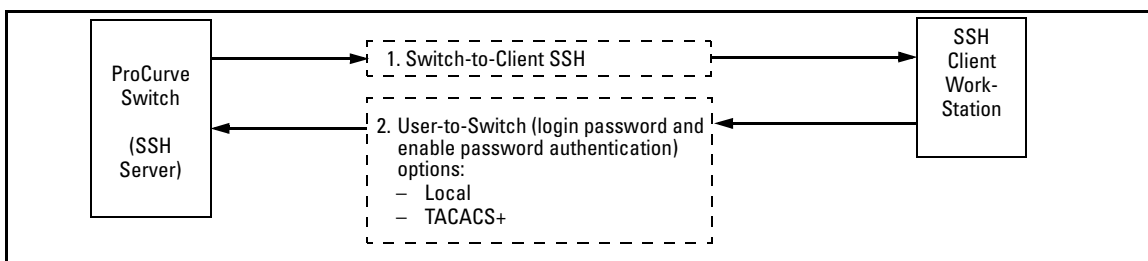 ProCurve
Switch
(SSH
Server)
1. Switch-to-Client SSH
2. User-to-Switch (login password and
enable password authentication)
options:
– Local
– TACACS+
SSH
Client
Work-
Station